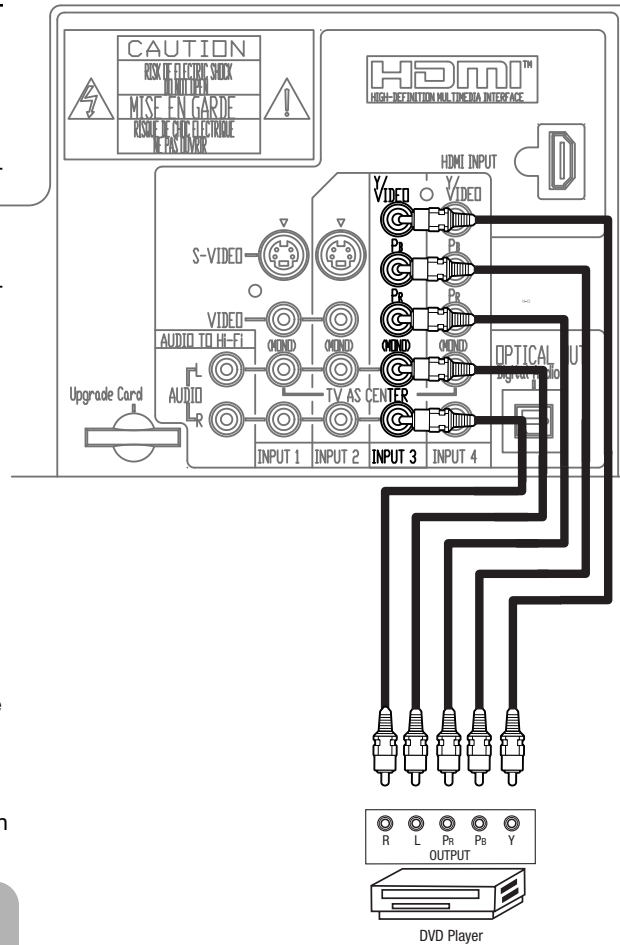 CAUTION
RISK OF ELECTRIC SHOCK
DO NOT OPEN
MISE EN GARDE
RISQUE DE CHOC ELECTRIQUE
NE PAS OUVRIR
HDMI™
HIGH-DEFINITION MULTIMEDIA INTERFACE
HDMI INPUT
Y/
VIDEO
Y/
VIDEO
S-VIDEO
PB
PB
PR
PR
VIDEO
(MONO) (MONO) (MONO) (MONO)
AUDIO TO Hi-Fi
OPTICAL OUT
Digital Audio
L
Upgrade Card
AUDIO
TV AS CENTER
R
INPUT 1 INPUT 2 INPUT 3 INPUT 4
R L PR PB Y
OUTPUT
DVD Player